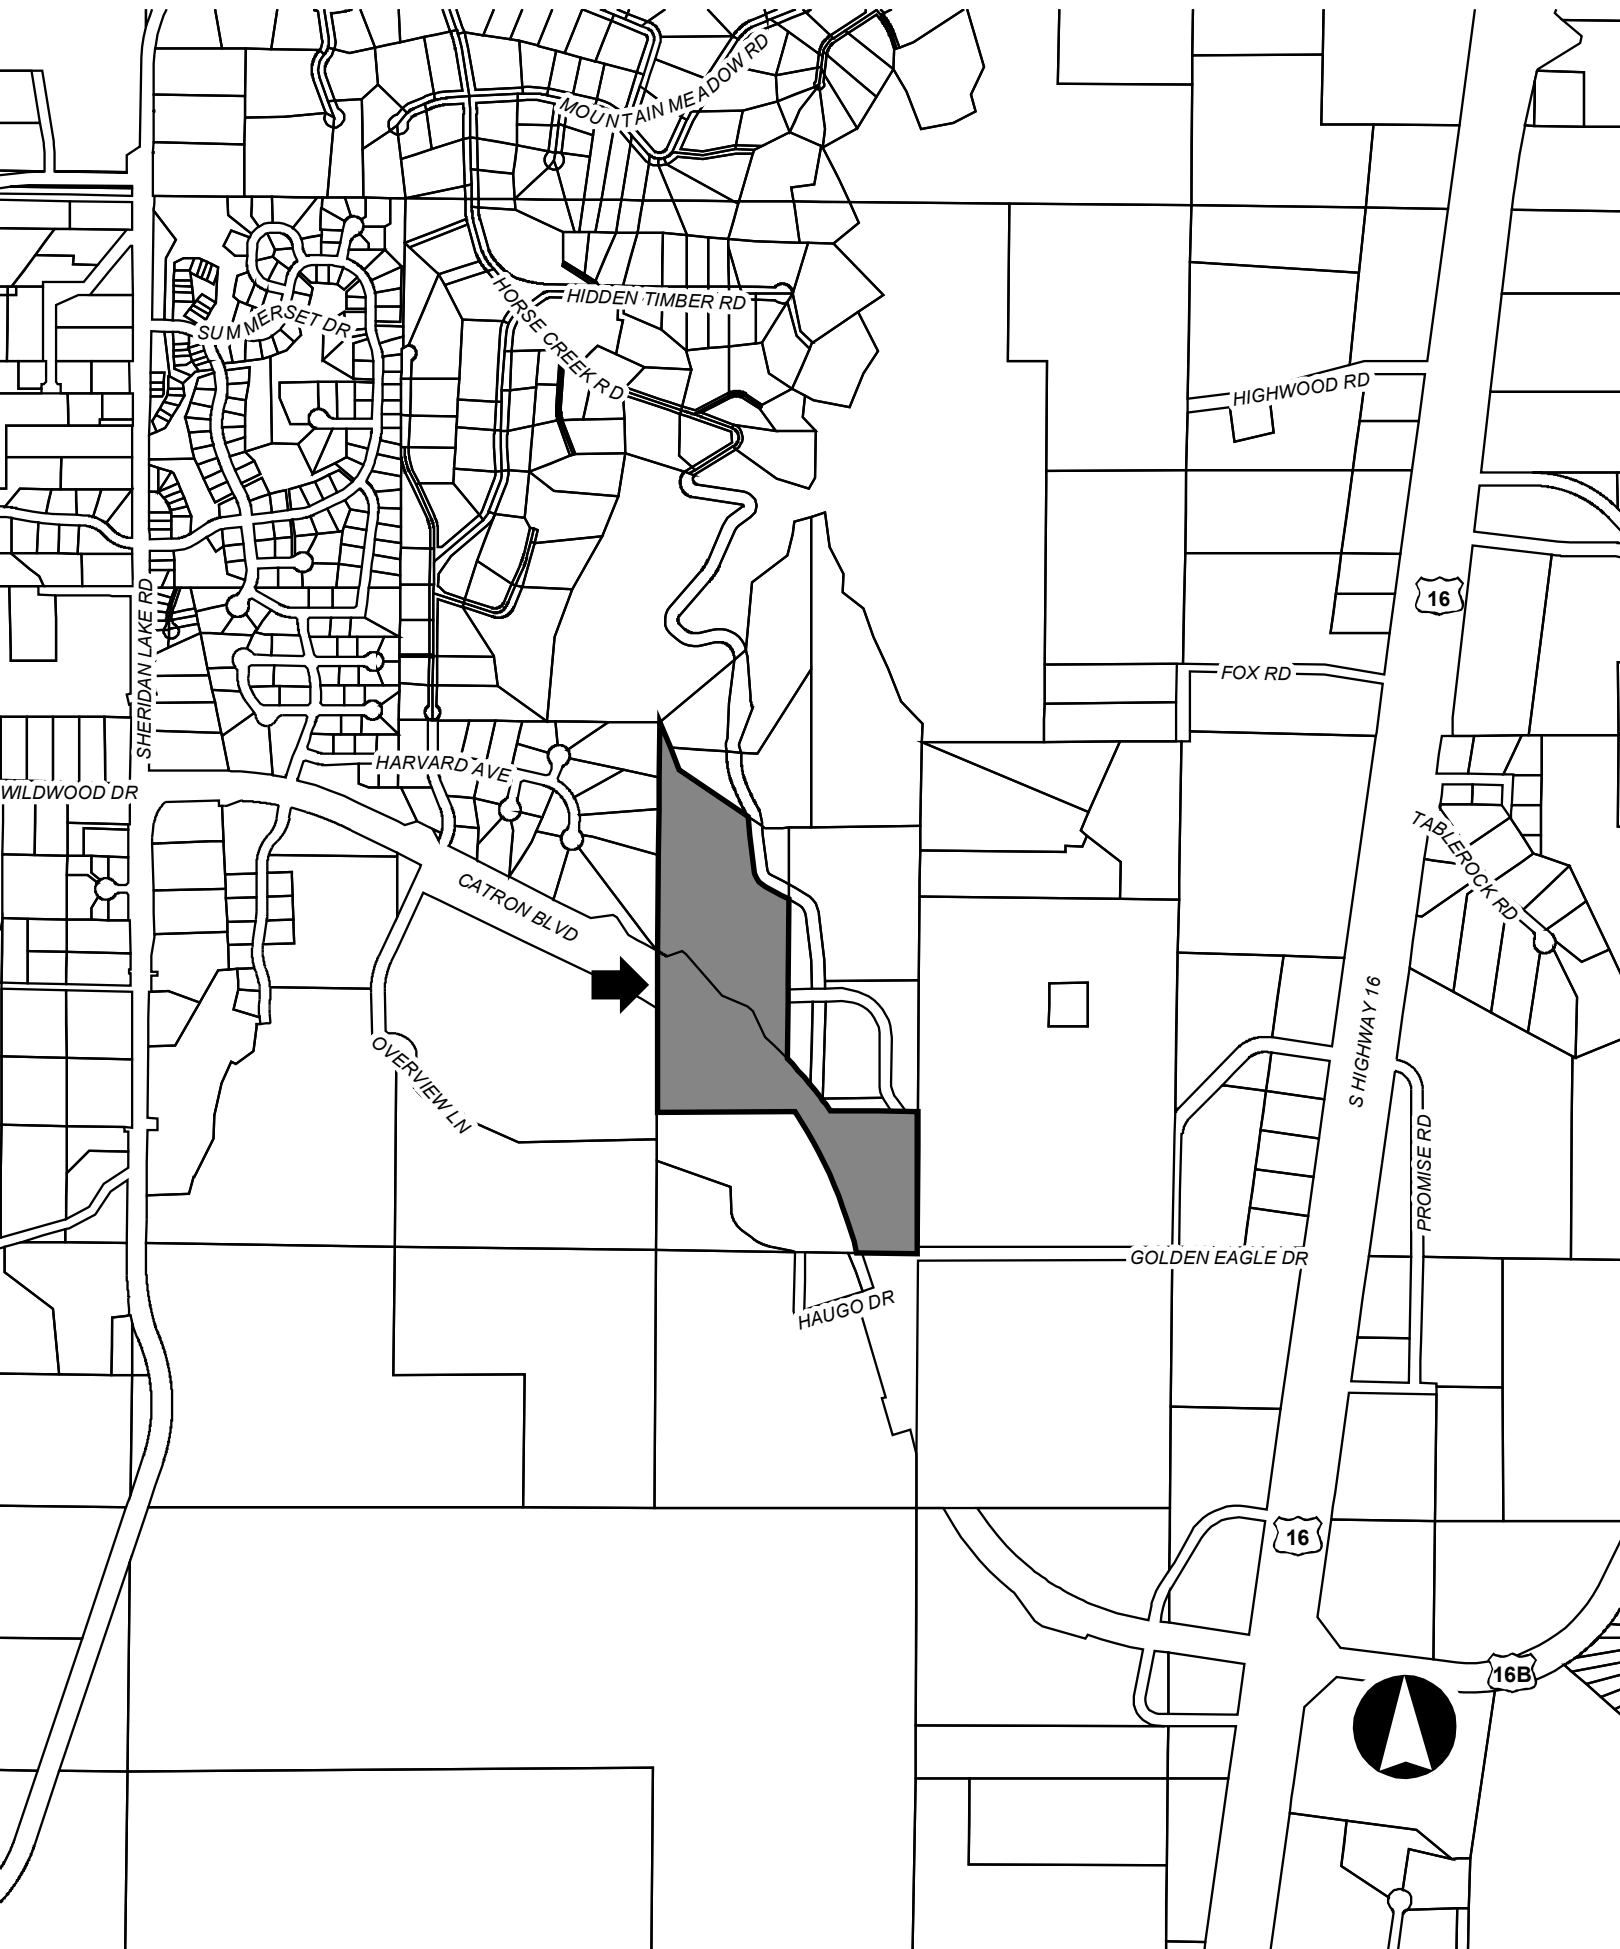 MOUNTAIN MEADOW RD
HORSE CREEK RD
HIDDEN TIMBER RD
SUMMERSET DR
HIGHWOOD RD
16
SHERIDAN LAKE RD
FOX RD
HARVARD AVE
WILDWOOD DR
TABLEROCK RD
CATRON BLVD
S HIGHWAY 16
OVERVIEW LN
PROMISE RD
GOLDEN EAGLE DR
HAUGO DR
16
16B